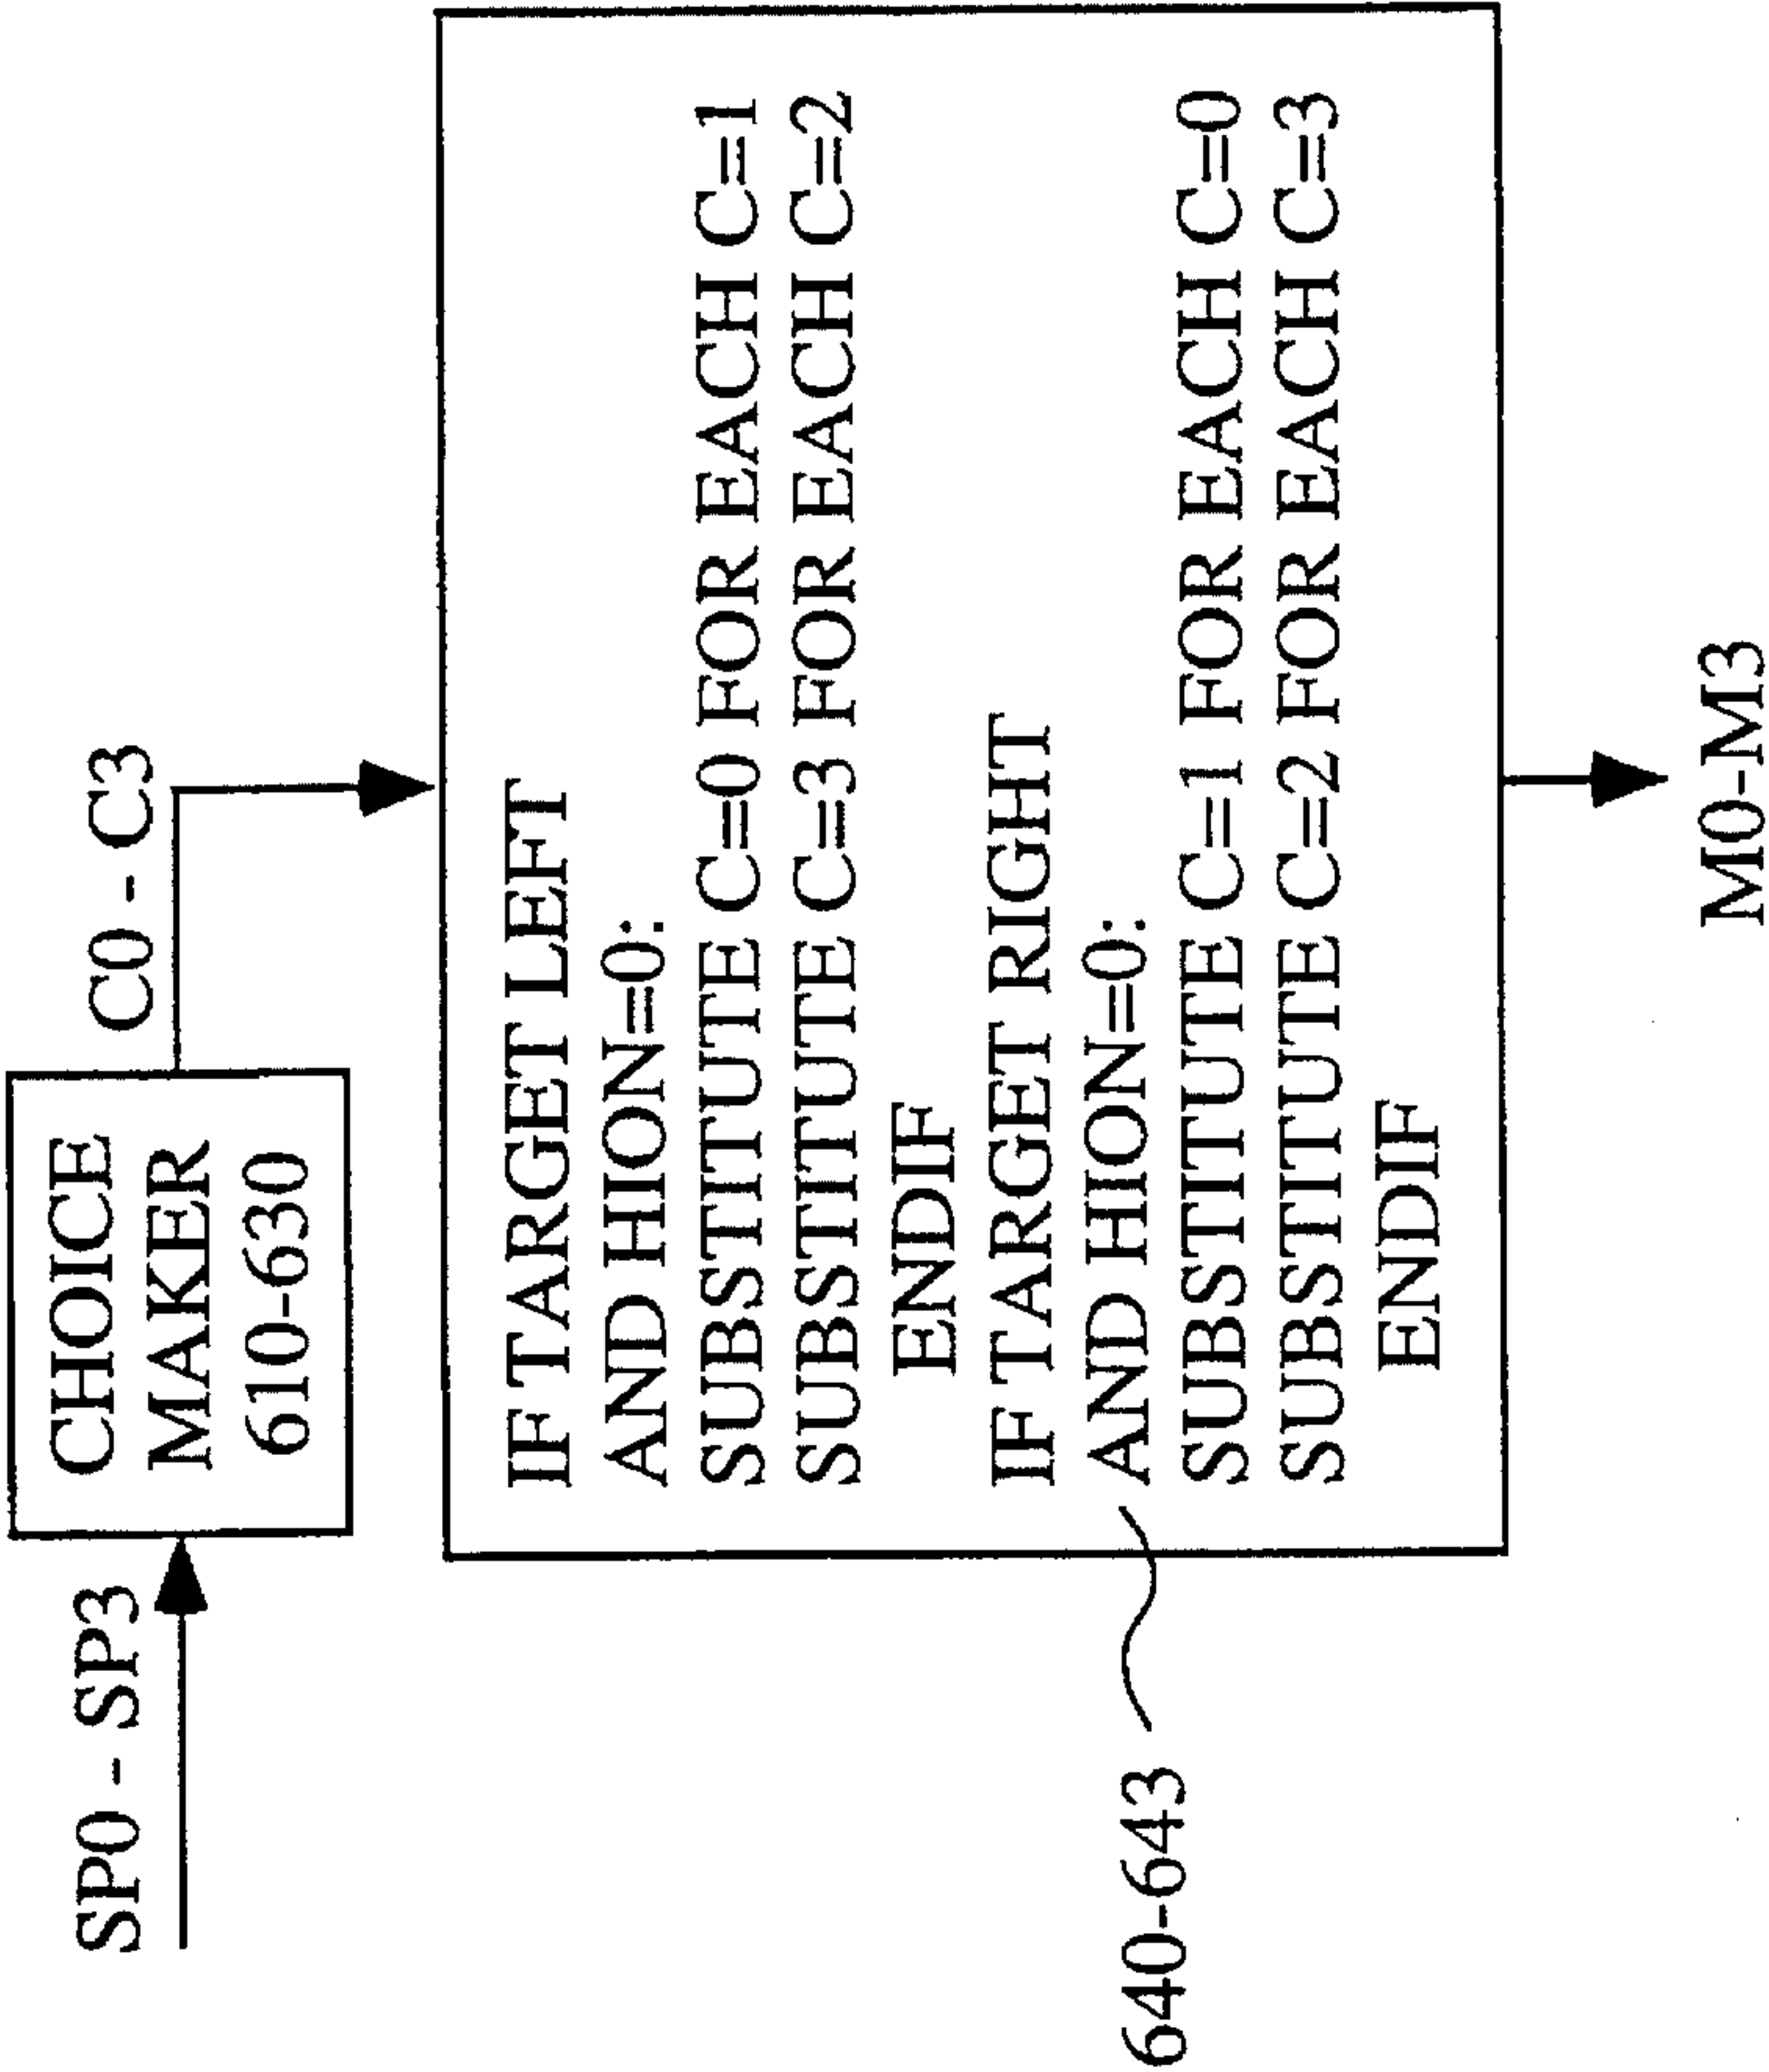 SP0 - SP3
CHOICE
MAKER
610-630
C0 - C3
IF TARGET LEFT
AND HION=0:
SUBSTITUTE C=0 FOR EACH C=1
SUBSTITUTE C=3 FOR EACH C=2
ENDIF
IF TARGET RIGHT
AND HION=0:
SUBSTITUTE C=1 FOR EACH C=0
SUBSTITUTE C=2 FOR EACH C=3
ENDIF
640-643
M0-M3